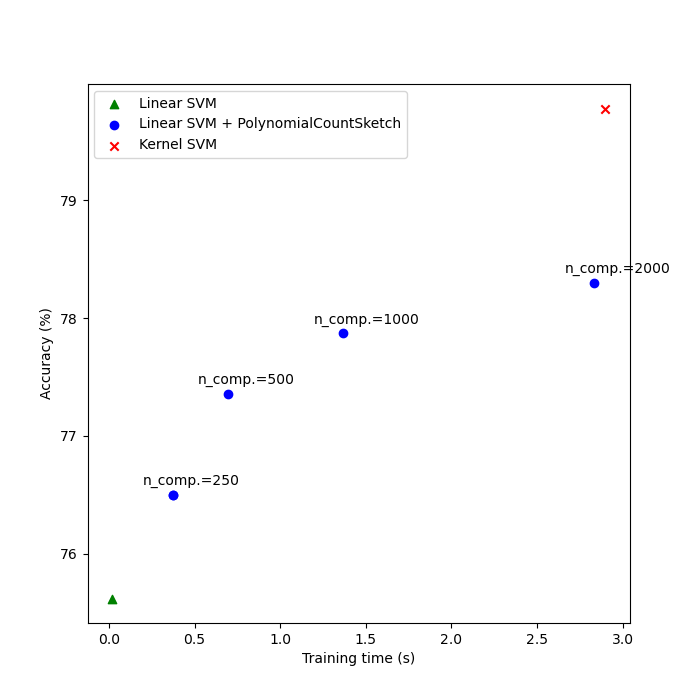 Linear SVM
Linear SVM + PolynomialCountSketch
Kernel SVM
79
78
77
76
Accuracy (%)
n_comp.=2000
n_comp.=1000
n_comp.=500
n_comp.=250
0.0 0.5 1.0 1.5 2.0 2.5 3.0
Training time (s)